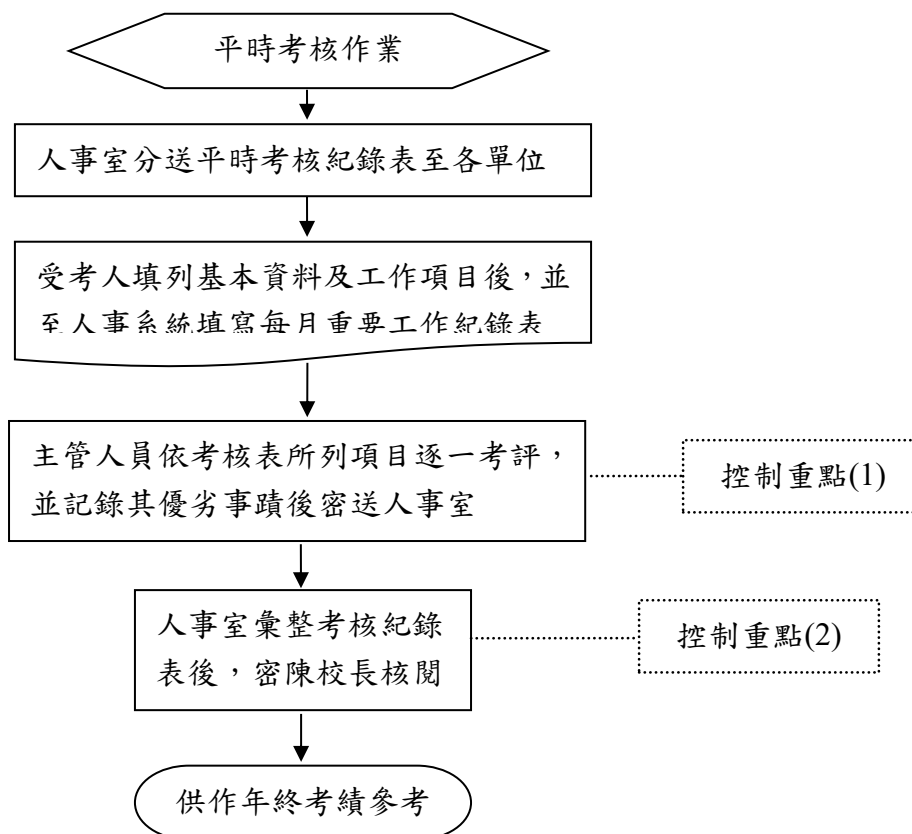 平時考核作業
人事室分送平時考核紀錄表至各單位
受考人填列基本資料及工作項目後，並
至人事系統填寫每月重要工作紀錄表
主管人員依考核表所列項目逐一考評，
並記錄其優劣事蹟後密送人事室
控制重點(1)
人事室彙整考核紀錄
表後，密陳校長核閱
控制重點(2)
供作年終考績參考